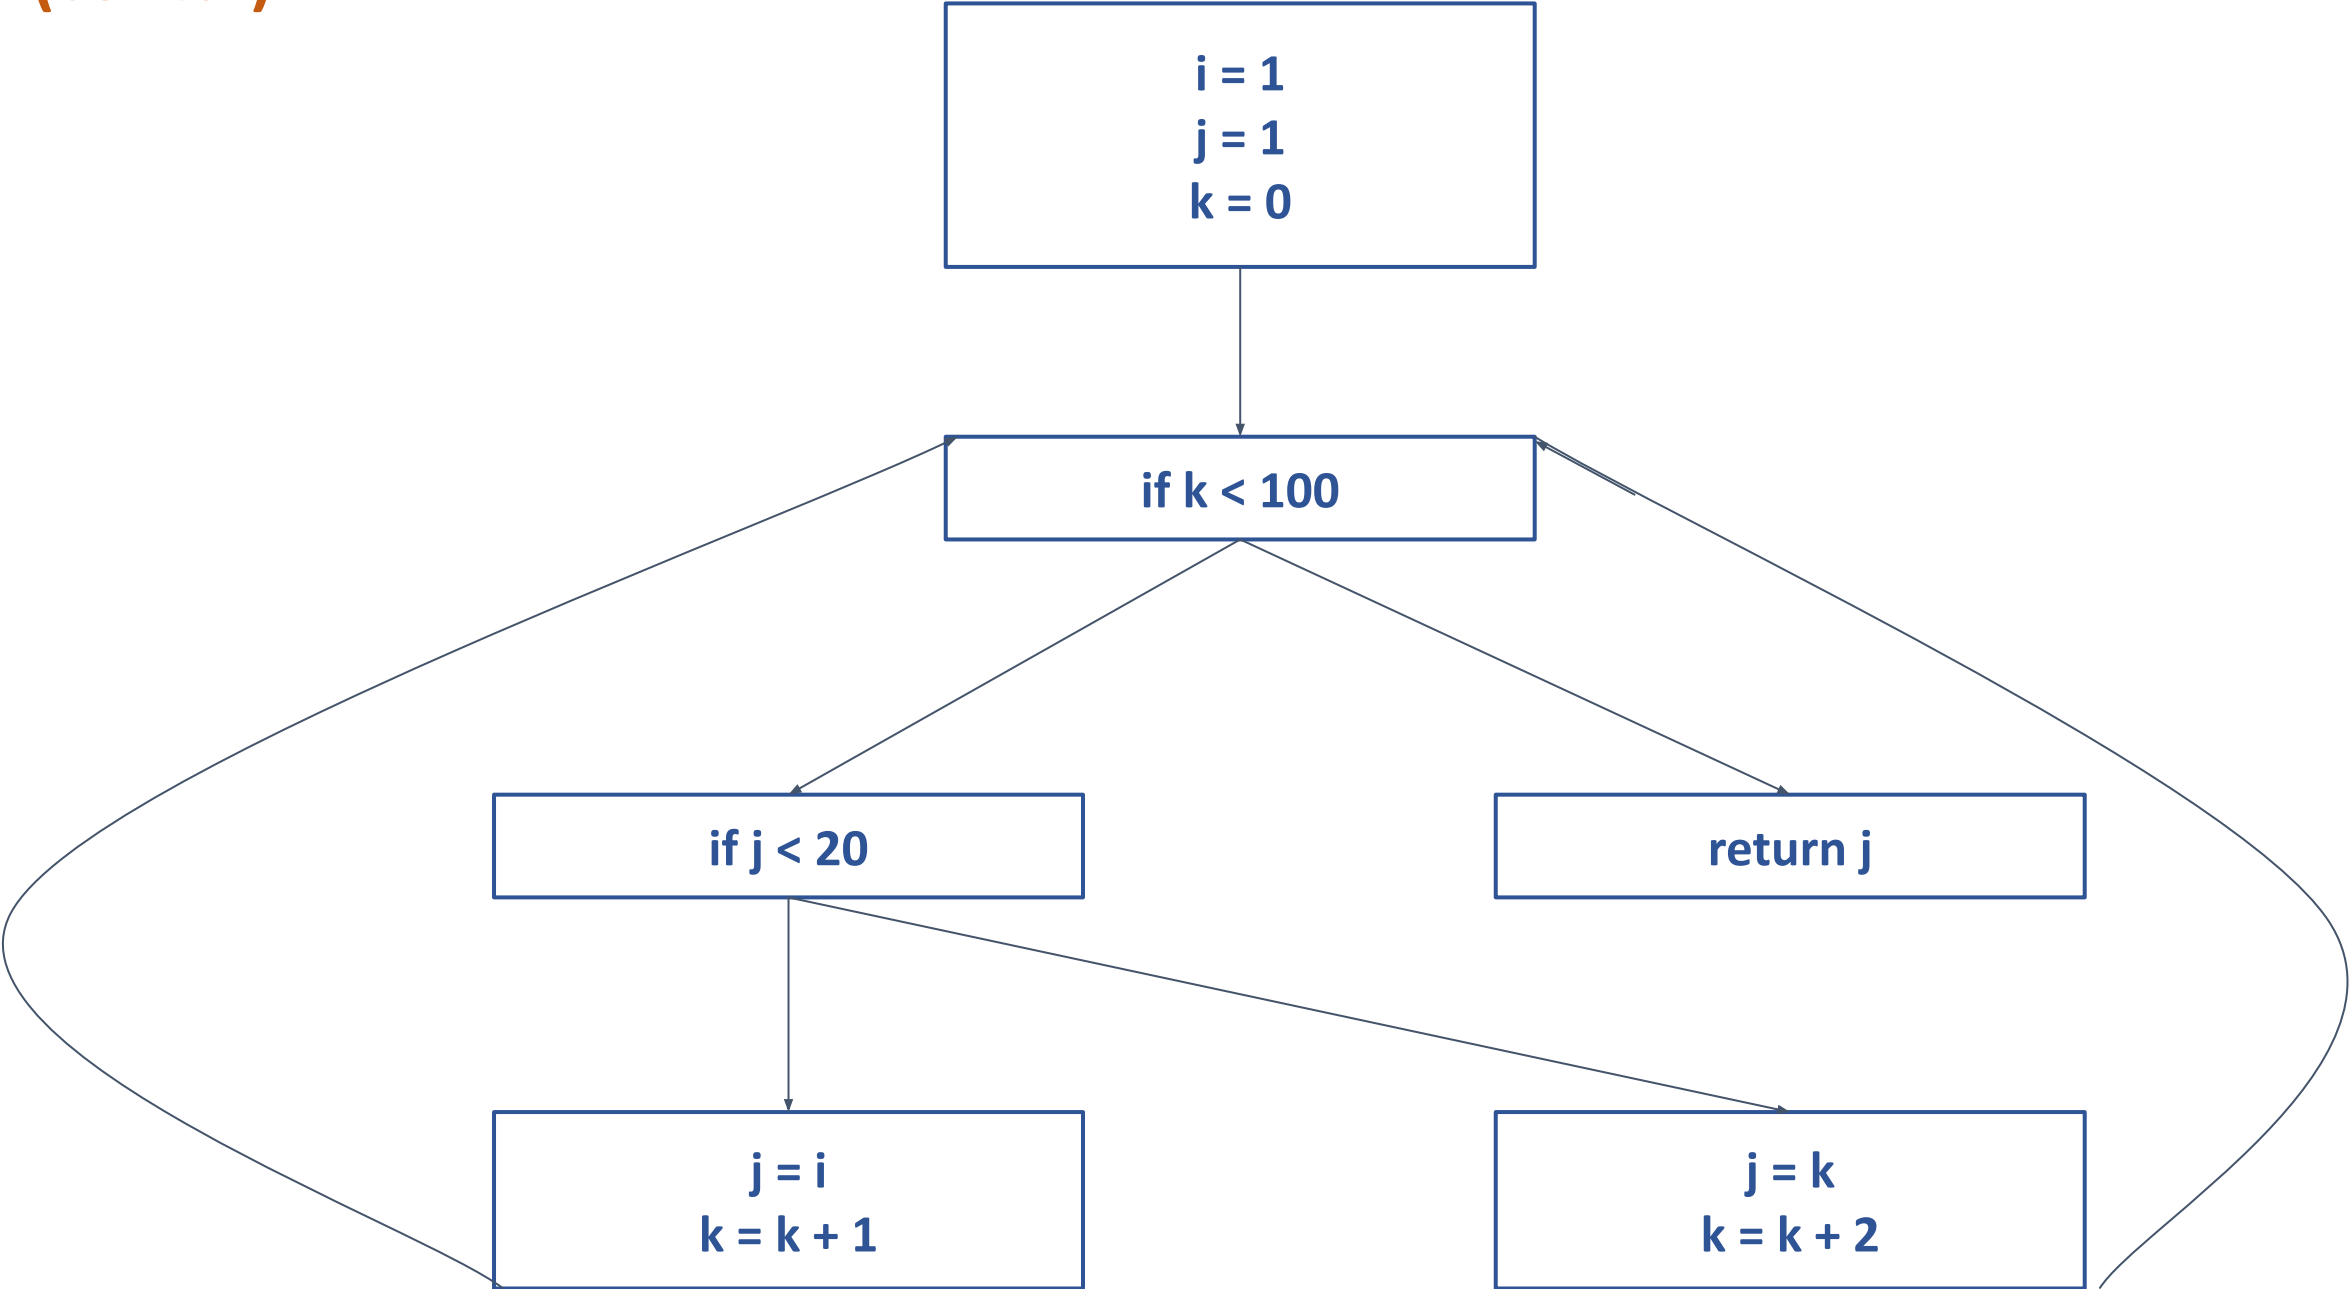 i = 1
j = 1
k = 0
if k < 100
if j < 20
return j
j = i
k = k + 1
j = k
k = k + 2